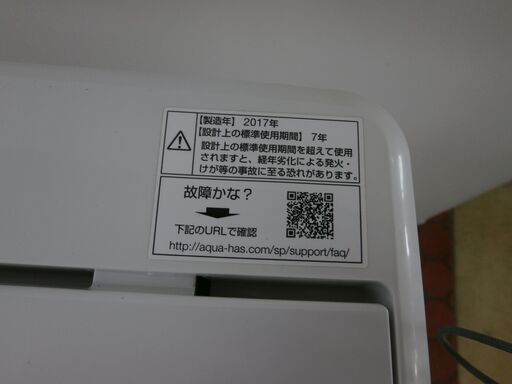 【製造年】 2017年
【設計上の標準使用期間】 7年
設計上の標準使用期間を超えて使用
されますと、経年劣化による発火・
けが等の事故に至る恐れがあります。
故障かな？
下記のURLで確認
http://aqua-has.com/sp/support/faq/